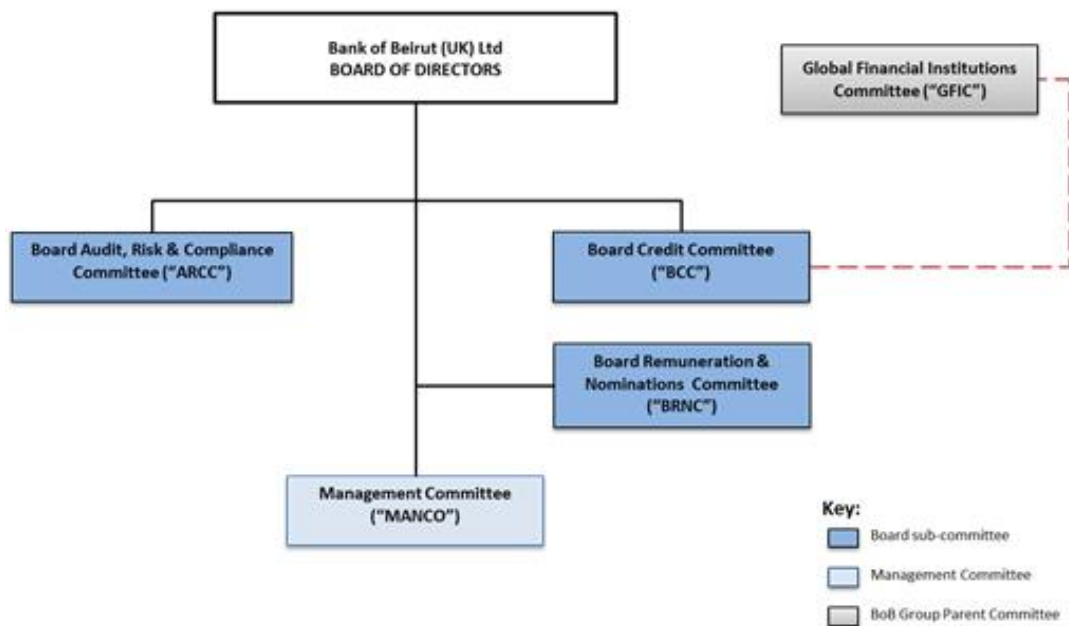 Bank of Beirut (UK) Ltd
BOARD OF DIRECTORS
Global Financial Institutions
Committee (“GFIC”)
Board Audit, Risk & Compliance
Committee (“ARCC”)
Board Credit Committee
(“BCC”)
Board Remuneration &
Nominations Committee
(“BRNC”)
Management Committee
(“MANCO”)
Key:
Board sub-committee
Management Committee
BoB Group Parent Committee